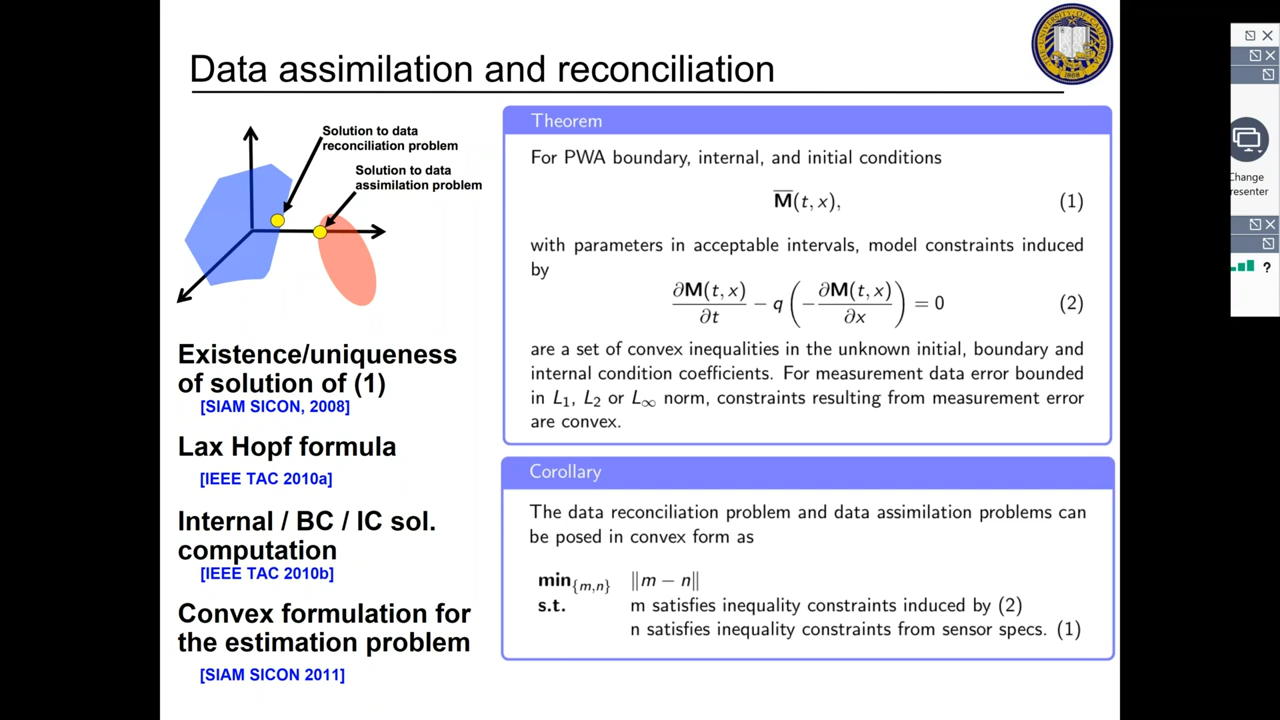 Data assimilation and reconciliation
Solution to data
reconciliation problem
Solution to data
assimilation problem
Existence/uniqueness
of solution of (1)
[SIAM SICON, 2008]
Lax Hopf formula
[IEEE TAC 2010a]
Internal / BC / IC sol.
computation
[IEEE TAC 2010b]
Convex formulation for
the estimation problem
[SIAM SICON 2011]
Theorem
For PWA boundary, internal, and initial conditions
M̅(t, x), (1)
with parameters in acceptable intervals, model constraints induced
by
∂M(t, x)/∂t − q(−∂M(t, x)/∂x) = 0 (2)
are a set of convex inequalities in the unknown initial, boundary and
internal condition coefficients. For measurement data error bounded
in L₁, L₂ or L∞ norm, constraints resulting from measurement error
are convex.
Corollary
The data reconciliation problem and data assimilation problems can
be posed in convex form as
min{m,n} ‖m − n‖
s.t. m satisfies inequality constraints induced by (2)
n satisfies inequality constraints from sensor specs. (1)
Change
resenter
?